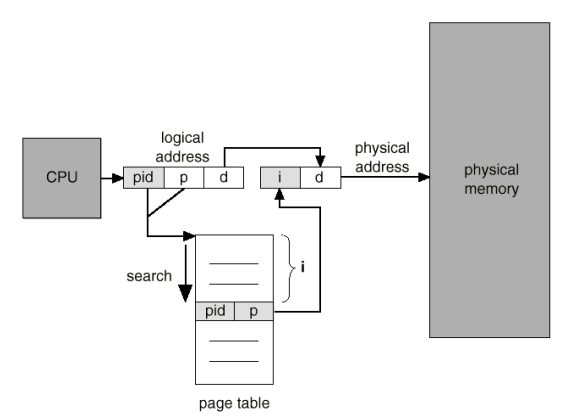 logical
address
physical
address
CPU
pid p d
i d
physical
memory
search
i
pid p
page table